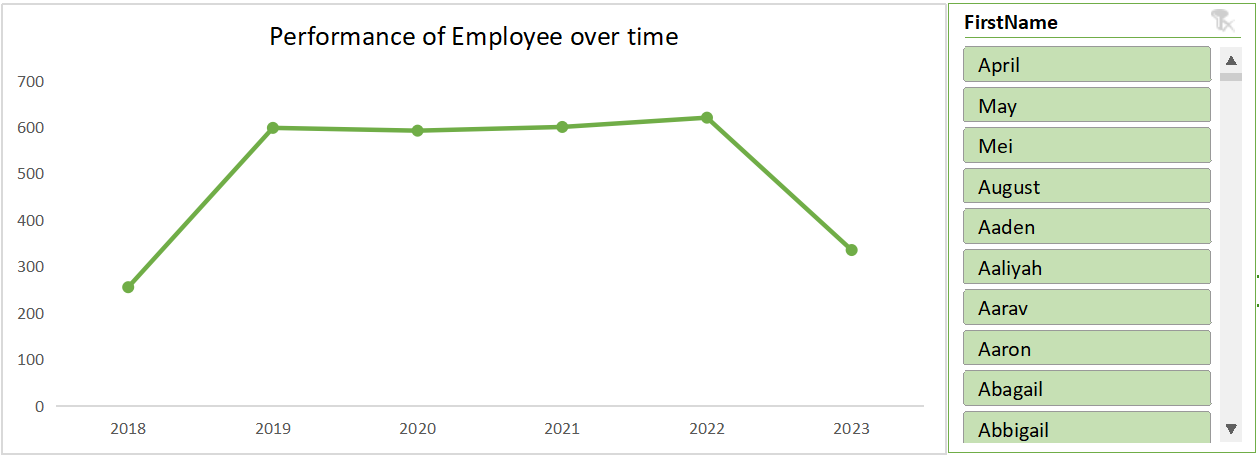 Performance of Employee over time
700
600
500
400
300
200
100
0
2018 2019 2020 2021 2022 2023
FirstName
April
May
Mei
August
Aaden
Aaliyah
Aarav
Aaron
Abagail
Abbigail